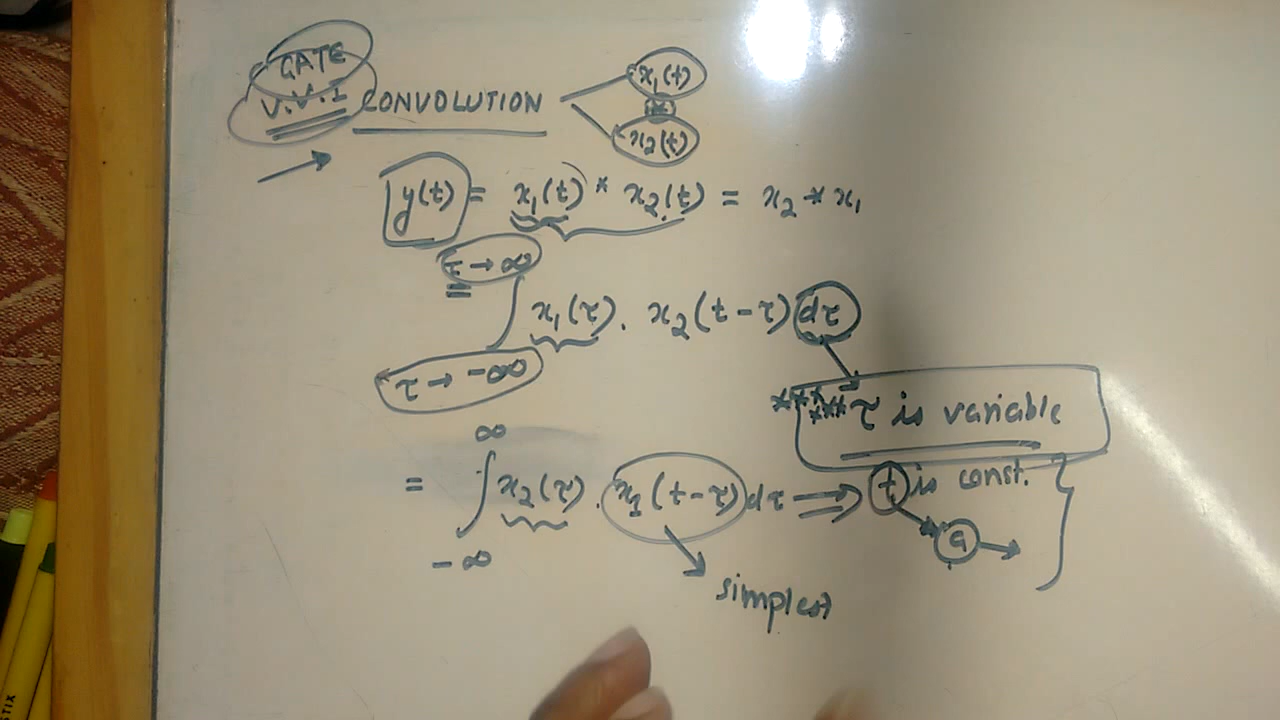 GATE
V.V.I CONVOLUTION
x₁(t)
*
x₂(t)
y(t) = x₁(t) * x₂(t) = x₂ * x₁
τ → ∞
∫ x₁(τ) . x₂(t-τ) dτ
τ → -∞
****** τ is variable
∞
= ∫ x₂(τ) . x₁(t-τ) dτ ⟹ t is const.
-∞
a
simplest